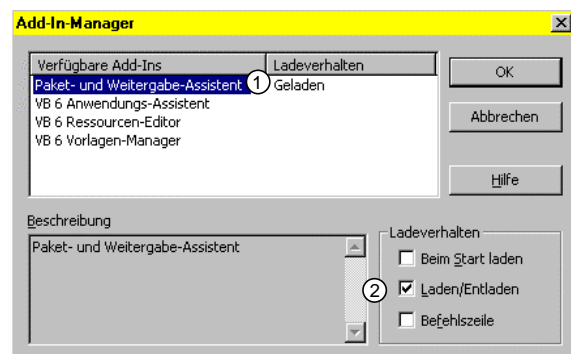 Add-In-Manager
Verfügbare Add-Ins Ladeverhalten
Paket- und Weitergabe-Assistent 1 Geladen
VB 6 Anwendungs-Assistent
VB 6 Ressourcen-Editor
VB 6 Vorlagen-Manager
OK
Abbrechen
Hilfe
Beschreibung
Paket- und Weitergabe-Assistent
Ladeverhalten
Beim Start laden
2 Laden/Entladen
Befehlszeile